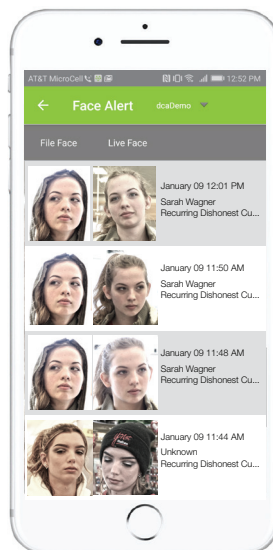 AT&T MicroCell 12:52 PM
Face Alert dcaDemo
File Face Live Face
January 09 12:01 PM
Sarah Wagner
Recurring Dishonest Cu...
January 09 11:50 AM
Sarah Wagner
Recurring Dishonest Cu...
January 09 11:48 AM
Sarah Wagner
Recurring Dishonest Cu...
January 09 11:44 AM
Unknown
Recurring Dishonest Cu...